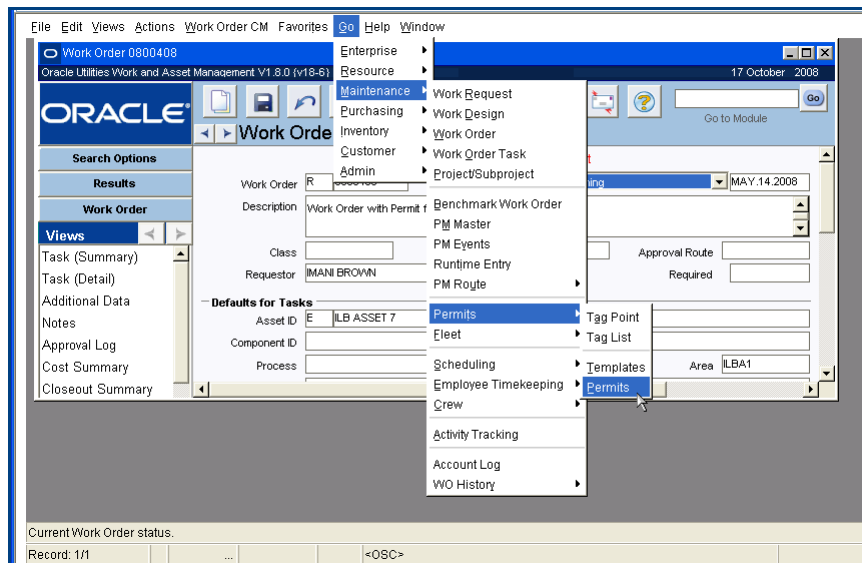 File Edit Views Actions Work Order CM Favorites Go Help Window
Work Order 0800408
Oracle Utilities Work and Asset Management V1.8.0 (v18-6) 17 October 2008
ORACLE
Work Orde
Go
Go to Module
Enterprise
Resource
Maintenance
Purchasing
Inventory
Customer
Admin
Work Request
Work Design
Work Order
Work Order Task
Project/Subproject
Benchmark Work Order
PM Master
PM Events
Runtime Entry
PM Route
Permits
Fleet
Scheduling
Employee Timekeeping
Crew
Activity Tracking
Account Log
WO History
Tag Point
Tag List
Templates
Permits
Search Options
Results
Work Order
Views
Task (Summary)
Task (Detail)
Additional Data
Notes
Approval Log
Cost Summary
Closeout Summary
Work Order R MAY.14.2008
Description Work Order with Permit f
Class Approval Route
Requestor IMANI BROWN Required
Defaults for Tasks
Asset ID E ILB ASSET 7
Component ID
Process Area ILBA1
Current Work Order status.
Record: 1/1 ... <OSC>